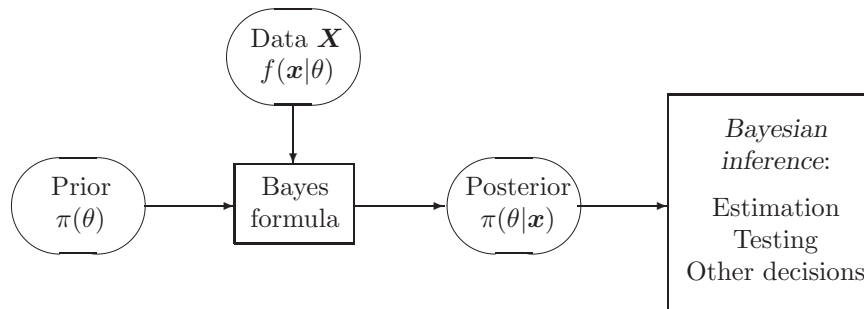 Data X
f(x|θ)
Prior
π(θ)
Bayes
formula
Posterior
π(θ|x)
Bayesian
inference:
Estimation
Testing
Other decisions